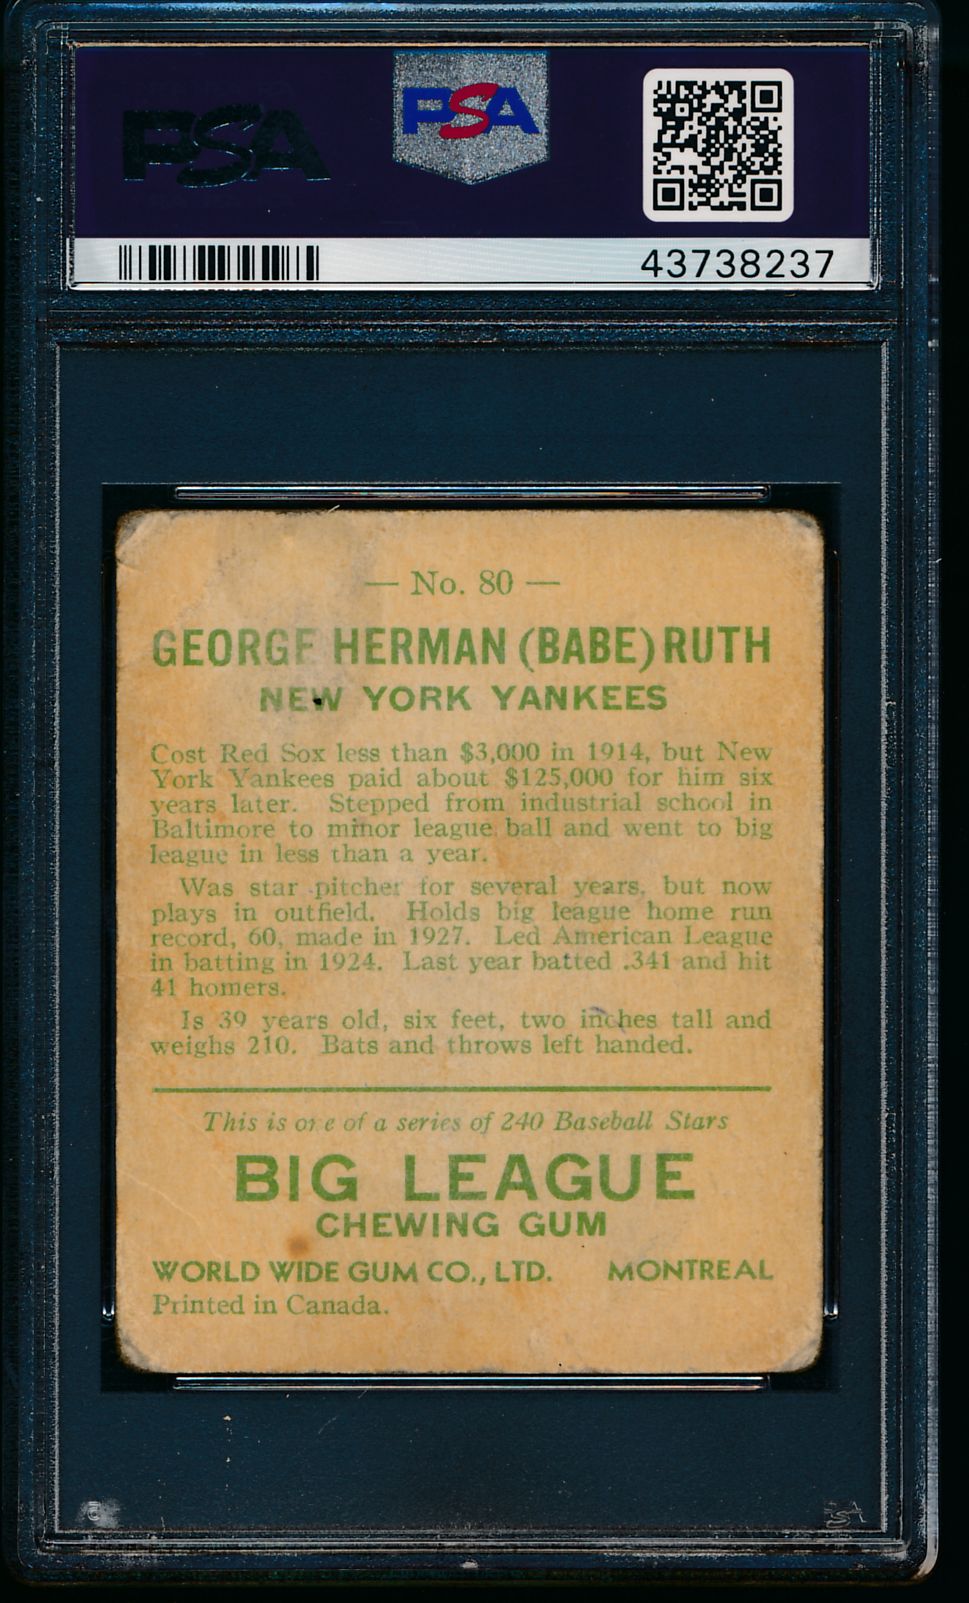 PSA
PSA
43738237
— No. 80 —
GEORGE HERMAN (BABE) RUTH
NEW YORK YANKEES
Cost Red Sox less than $3,000 in 1914, but New
York Yankees paid about $125,000 for him six
years later. Stepped from industrial school in
Baltimore to minor league ball and went to big
league in less than a year.
Was star pitcher for several years, but now
plays in outfield. Holds big league home run
record, 60, made in 1927. Led American League
in batting in 1924. Last year batted .341 and hit
41 homers.
Is 39 years old, six feet, two inches tall and
weighs 210. Bats and throws left handed.
This is one of a series of 240 Baseball Stars
BIG LEAGUE
CHEWING GUM
WORLD WIDE GUM CO., LTD. MONTREAL
Printed in Canada.